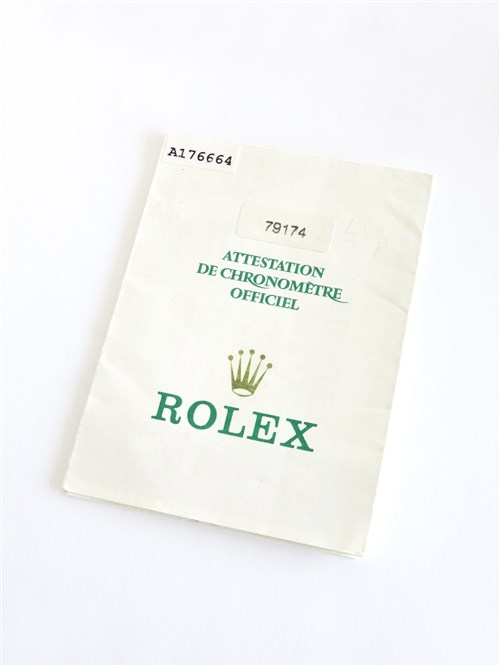 A176664
79174
ATTESTATION
DE CHRONOMÈTRE
OFFICIEL
ROLEX